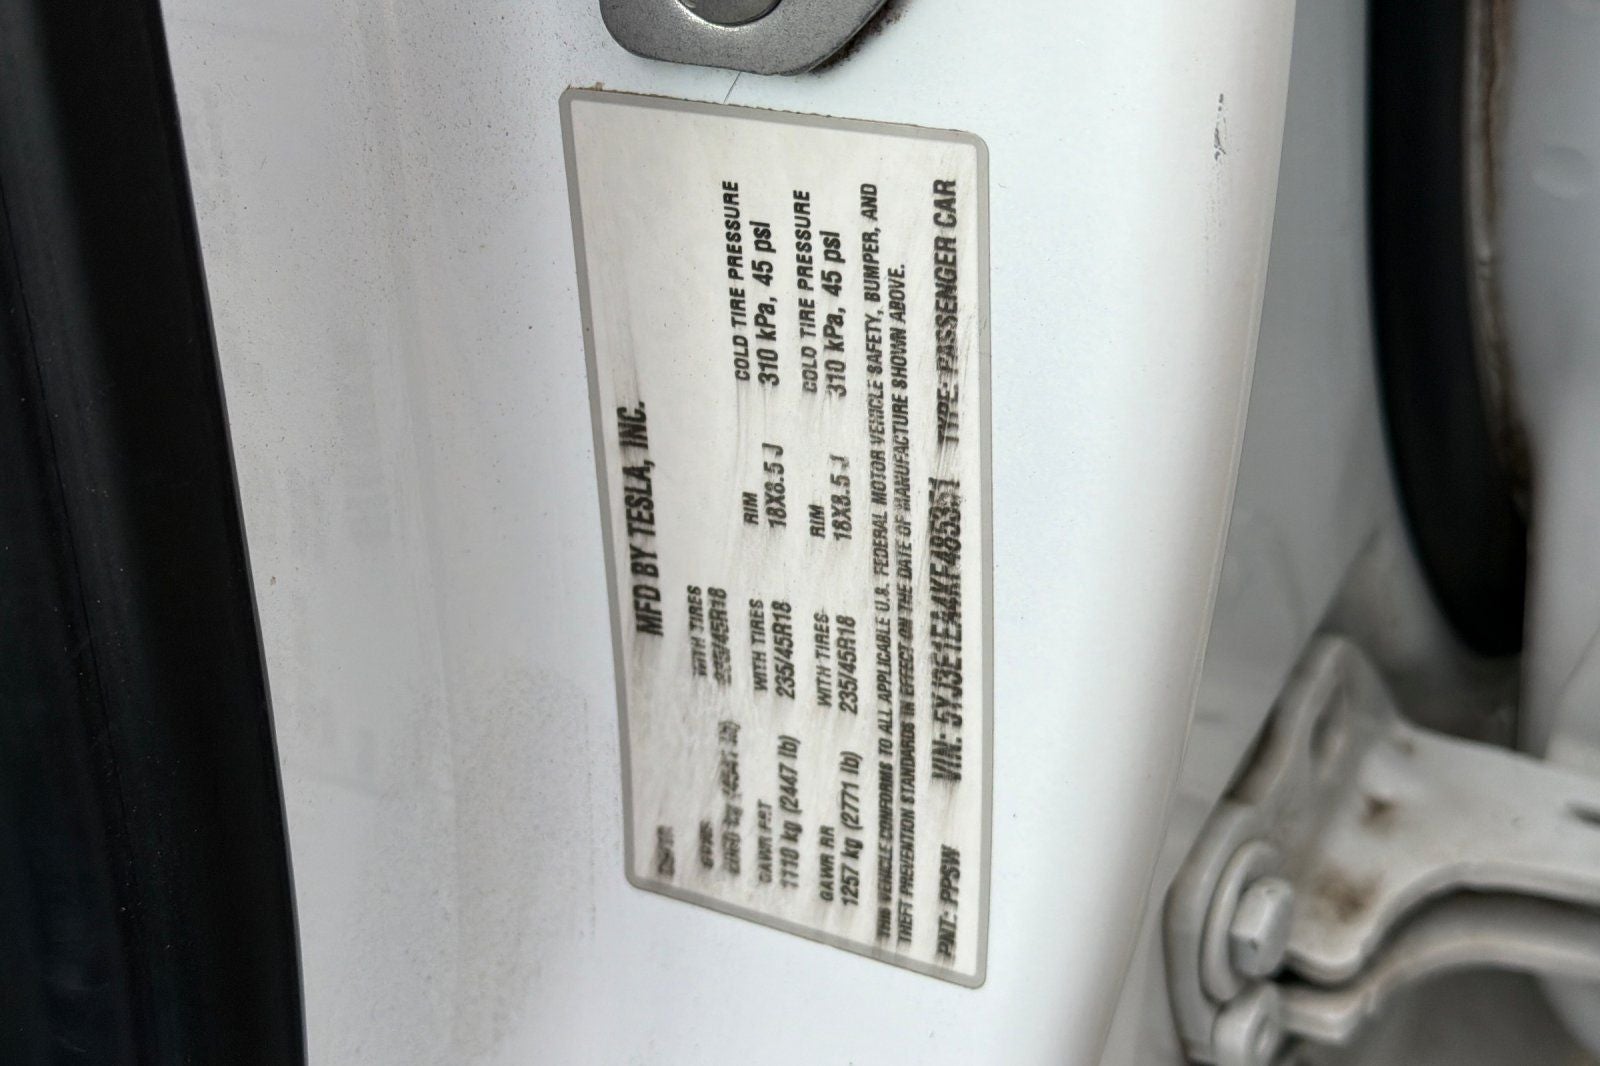 MFD BY TESLA, INC.
WITH TIRES
GAWR FRT WITH TIRES RIM COLD TIRE PRESSURE
1110 kg (2447 lb) 235/45R18 18X8.5 J 310 kPa, 45 psi
GAWR RR WITH TIRES RIM COLD TIRE PRESSURE
1257 kg (2771 lb) 235/45R18 18X8.5 J 310 kPa, 45 psi
THIS VEHICLE CONFORMS TO ALL APPLICABLE U.S. FEDERAL MOTOR VEHICLE SAFETY, BUMPER, AND
THEFT PREVENTION STANDARDS IN EFFECT ON THE DATE OF MANUFACTURE SHOWN ABOVE.
PNT: PPSW VIN: TYPE: PASSENGER CAR